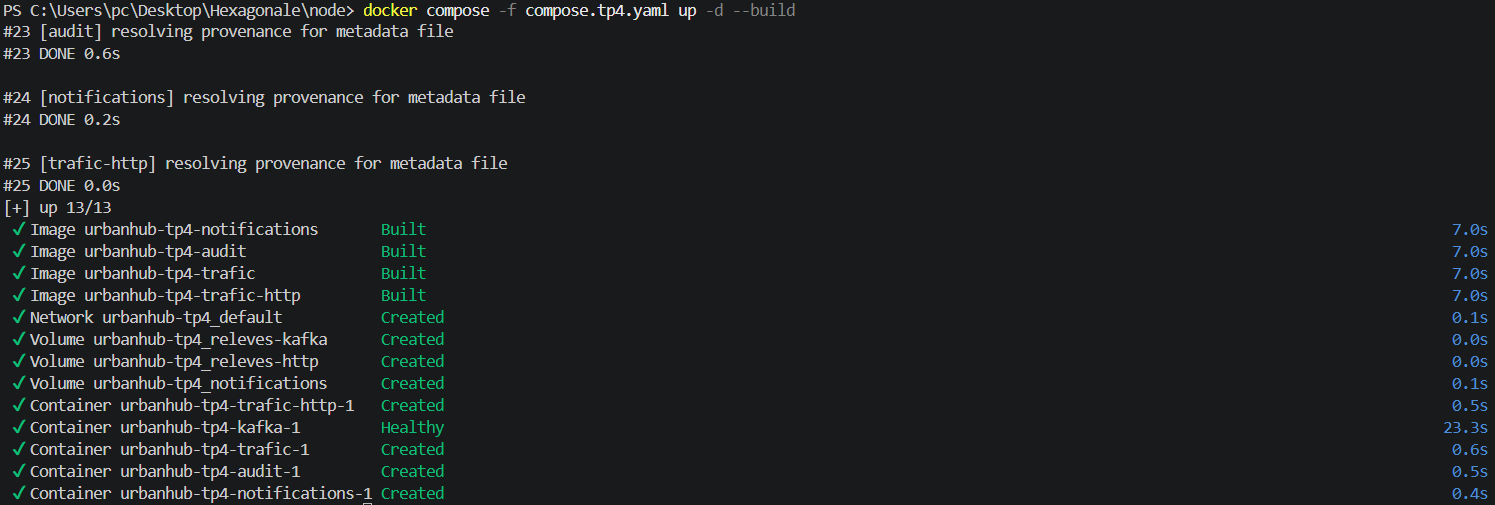 PS C:\Users\pc\Desktop\Hexagonale\node> docker compose -f compose.tp4.yaml up -d --build
#23 [audit] resolving provenance for metadata file
#23 DONE 0.6s

#24 [notifications] resolving provenance for metadata file
#24 DONE 0.2s

#25 [trafic-http] resolving provenance for metadata file
#25 DONE 0.0s
[+] up 13/13
✔ Image urbanhub-tp4-notifications Built 7.0s
✔ Image urbanhub-tp4-audit Built 7.0s
✔ Image urbanhub-tp4-trafic Built 7.0s
✔ Image urbanhub-tp4-trafic-http Built 7.0s
✔ Network urbanhub-tp4_default Created 0.1s
✔ Volume urbanhub-tp4_releves-kafka Created 0.0s
✔ Volume urbanhub-tp4_releves-http Created 0.0s
✔ Volume urbanhub-tp4_notifications Created 0.1s
✔ Container urbanhub-tp4-trafic-http-1 Created 0.5s
✔ Container urbanhub-tp4-kafka-1 Healthy 23.3s
✔ Container urbanhub-tp4-trafic-1 Created 0.6s
✔ Container urbanhub-tp4-audit-1 Created 0.5s
✔ Container urbanhub-tp4-notifications-1 Created 0.4s